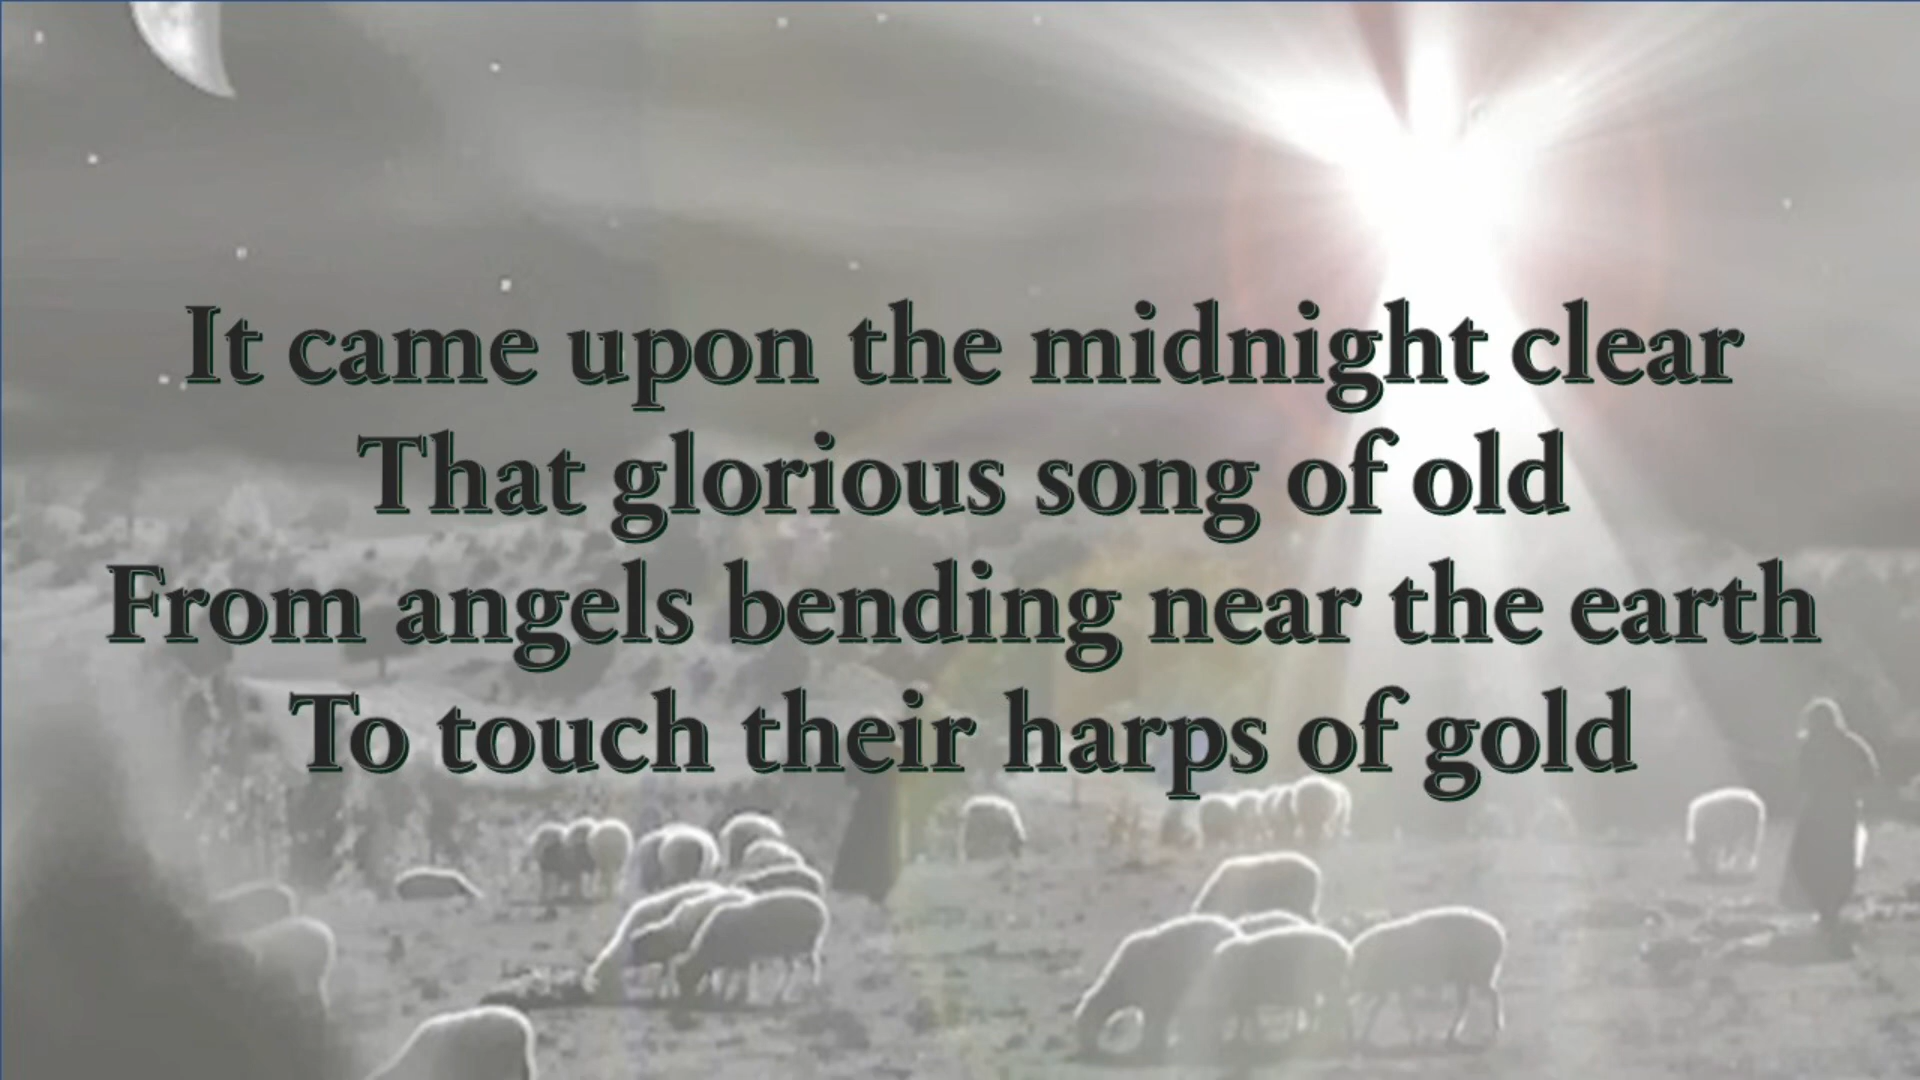 It came upon the midnight clear
That glorious song of old
From angels bending near the earth
To touch their harps of gold